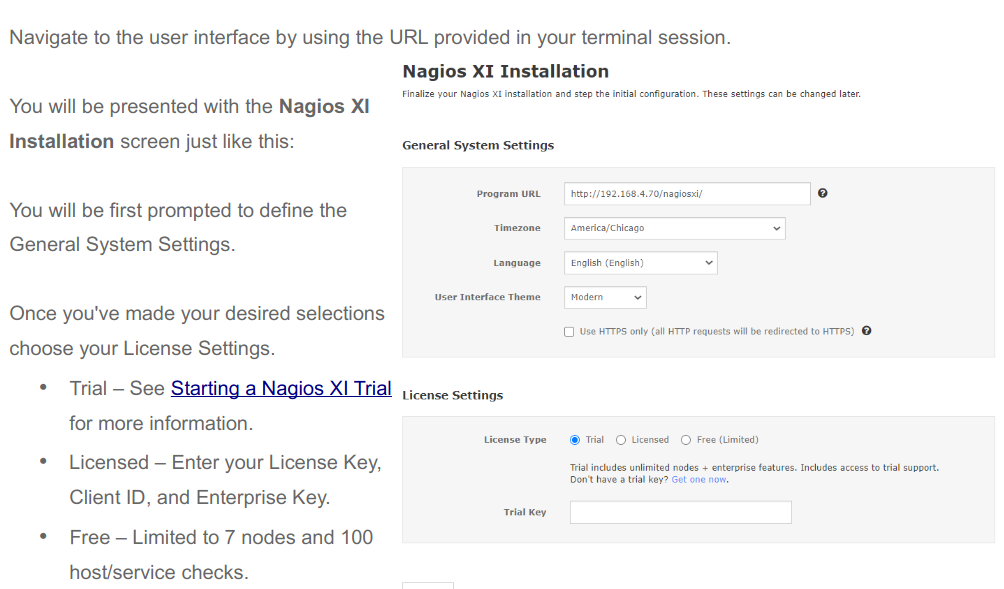 Navigate to the user interface by using the URL provided in your terminal session.
You will be presented with the Nagios XI
Installation screen just like this:
You will be first prompted to define the
General System Settings.
Once you've made your desired selections
choose your License Settings.
• Trial – See Starting a Nagios XI Trial
for more information.
• Licensed – Enter your License Key,
Client ID, and Enterprise Key.
• Free – Limited to 7 nodes and 100
host/service checks.
Nagios XI Installation
Finalize your Nagios XI installation and step the initial configuration. These settings can be changed later.
General System Settings
Program URL http://192.168.4.70/nagiosxi/ ?
Timezone America/Chicago
Language English (English)
User Interface Theme Modern
Use HTTPS only (all HTTP requests will be redirected to HTTPS) ?
License Settings
License Type Trial Licensed Free (Limited)
Trial includes unlimited nodes + enterprise features. Includes access to trial support.
Don't have a trial key? Get one now.
Trial Key